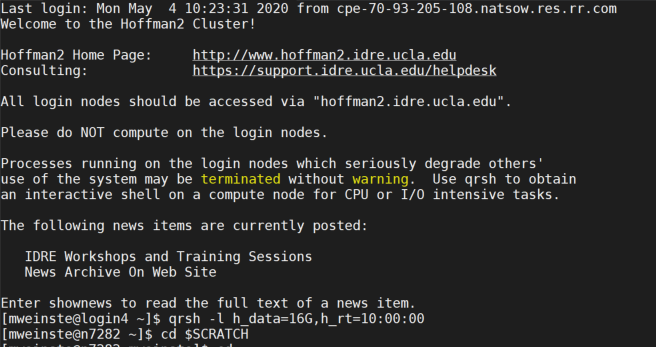 Last login: Mon May  4 10:23:31 2020 from cpe-70-93-205-108.natsow.res.rr.com
Welcome to the Hoffman2 Cluster!
Hoffman2 Home Page:     http://www.hoffman2.idre.ucla.edu
Consulting:             https://support.idre.ucla.edu/helpdesk
All login nodes should be accessed via "hoffman2.idre.ucla.edu".
Please do NOT compute on the login nodes.
Processes running on the login nodes which seriously degrade others'
use of the system may be terminated without warning.  Use qrsh to obtain
an interactive shell on a compute node for CPU or I/O intensive tasks.
The following news items are currently posted:
   IDRE Workshops and Training Sessions
   News Archive On Web Site
Enter shownews to read the full text of a news item.
[mweinste@login4 ~]$ qrsh -l h_data=16G,h_rt=10:00:00
[mweinste@n7282 ~]$ cd $SCRATCH